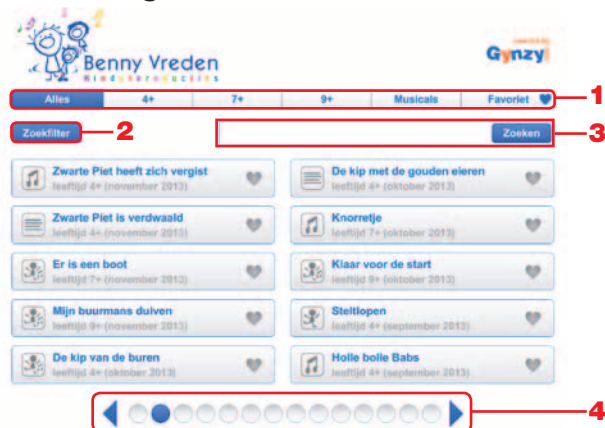 Benny Vreden
Kinderproducties
Gynzy
Alles 4+ 7+ 9+ Musicals Favoriet
1
Zoekfilter
2
Zoeken
3
Zwarte Piet heeft zich vergist
leeftijd 4+ (november 2013)
De kip met de gouden eieren
leeftijd 4+ (oktober 2013)
Zwarte Piet is verdwaald
leeftijd 4+ (november 2013)
Knorretje
leeftijd 7+ (oktober 2013)
Er is een boot
leeftijd 7+ (november 2013)
Klaar voor de start
leeftijd 9+ (oktober 2013)
Mijn buurmans duiven
leeftijd 9+ (november 2013)
Steltlopen
leeftijd 4+ (september 2013)
De kip van de buren
leeftijd 4+ (oktober 2013)
Holle bolle Babs
leeftijd 4+ (september 2013)
4